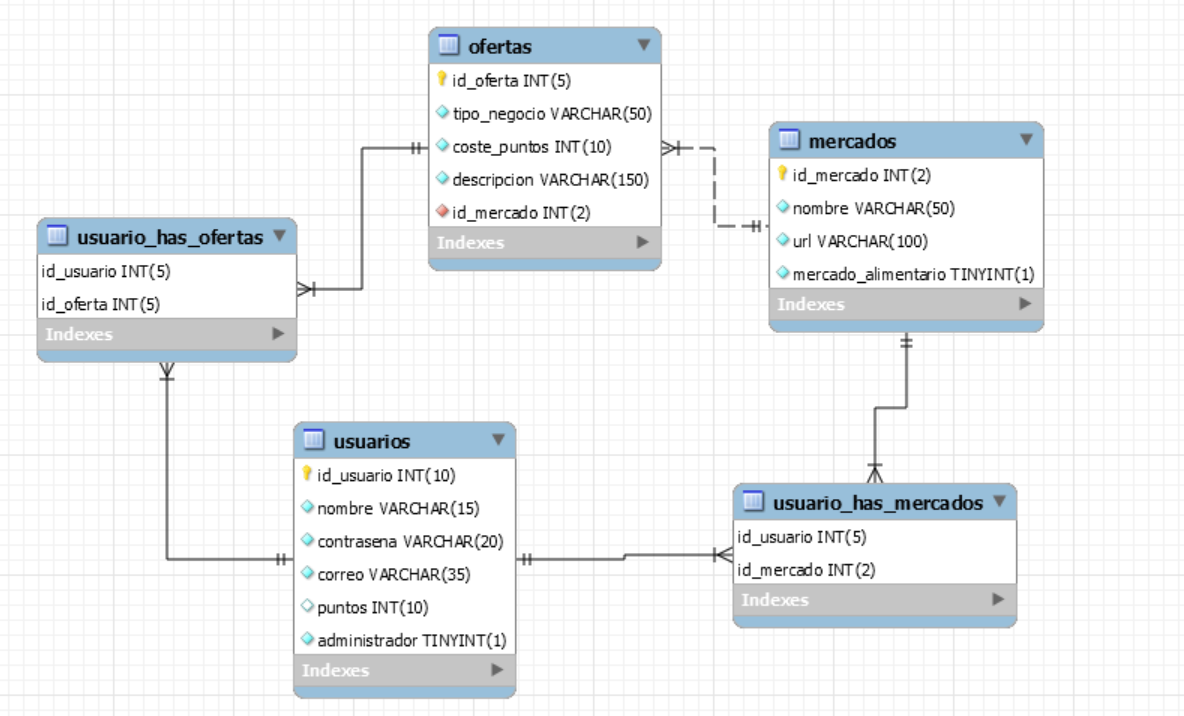 ofertas
id_oferta INT(5)
tipo_negocio VARCHAR(50)
coste_puntos INT(10)
descripcion VARCHAR(150)
id_mercado INT(2)
Indexes
mercados
id_mercado INT(2)
nombre VARCHAR(50)
url VARCHAR(100)
mercado_alimentario TINYINT(1)
Indexes
usuario_has_ofertas
id_usuario INT(5)
id_oferta INT(5)
Indexes
usuarios
id_usuario INT(10)
nombre VARCHAR(15)
contrasena VARCHAR(20)
correo VARCHAR(35)
puntos INT(10)
administrador TINYINT(1)
Indexes
usuario_has_mercados
id_usuario INT(5)
id_mercado INT(2)
Indexes